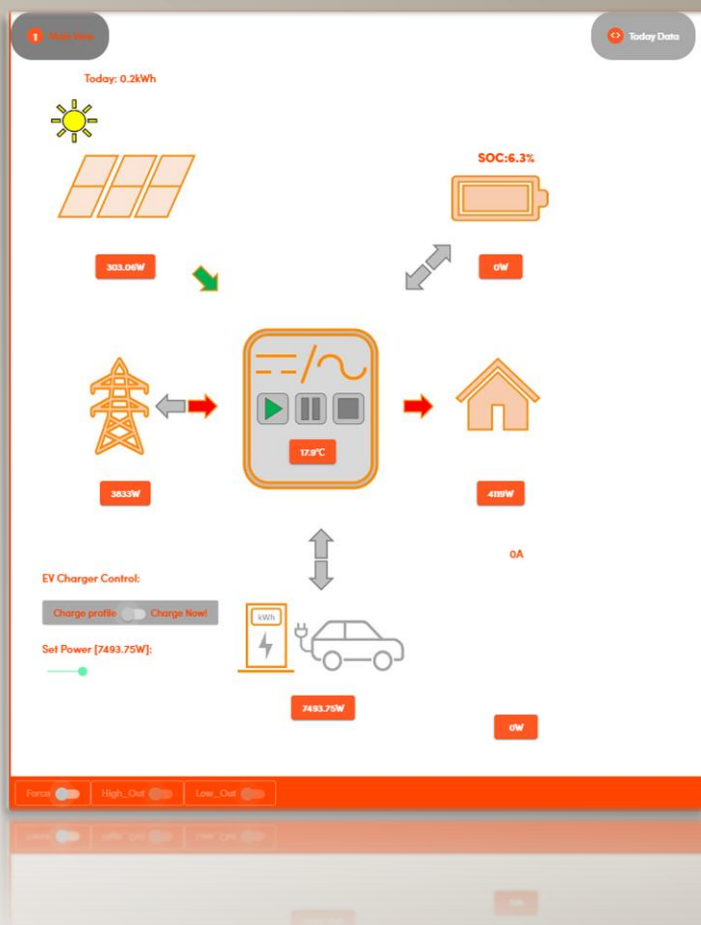 1 Main View
<> Today Data
Today: 0.2kWh
SOC:6.3%
303.06W
0W
17.9°C
3833W
4119W
0A
EV Charger Control:
Charge profile Charge Now!
kWh
Set Power [7493.75W]:
7493.75W
0W
Force High_Out Low_Out